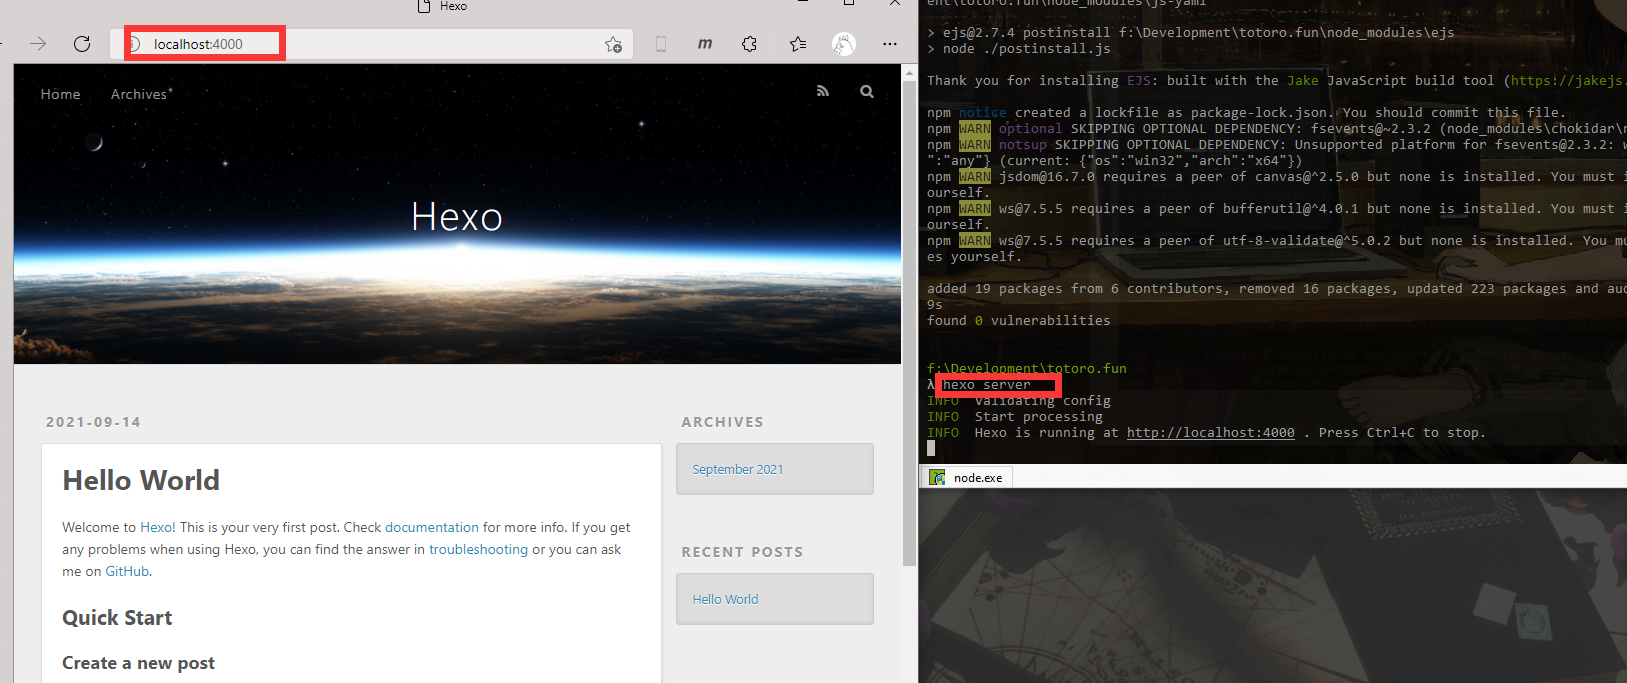 Hexo
localhost:4000
Home
Archives
Hexo
2021-09-14
Hello World
Welcome to Hexo! This is your very first post. Check documentation for more info. If you get
any problems when using Hexo, you can find the answer in troubleshooting or you can ask
me on GitHub.
Quick Start
Create a new post
ARCHIVES
September 2021
RECENT POSTS
Hello World
ent\totoro.fun\node_modules\js-yaml
> ejs@2.7.4 postinstall f:\Development\totoro.fun\node_modules\ejs
> node ./postinstall.js
Thank you for installing EJS: built with the Jake JavaScript build tool (https://jakejs.
npm notice created a lockfile as package-lock.json. You should commit this file.
npm WARN optional SKIPPING OPTIONAL DEPENDENCY: fsevents@~2.3.2 (node_modules\chokidar\
npm WARN notsup SKIPPING OPTIONAL DEPENDENCY: Unsupported platform for fsevents@2.3.2:
":"any"} (current: {"os":"win32","arch":"x64"})
npm WARN jsdom@16.7.0 requires a peer of canvas@^2.5.0 but none is installed. You must i
ourself.
npm WARN ws@7.5.5 requires a peer of bufferutil@^4.0.1 but none is installed. You must i
ourself.
npm WARN ws@7.5.5 requires a peer of utf-8-validate@^5.0.2 but none is installed. You mu
es yourself.
added 19 packages from 6 contributors, removed 16 packages, updated 223 packages and aud
9s
found 0 vulnerabilities
f:\Development\totoro.fun
λ hexo server
INFO Validating config
INFO Start processing
INFO Hexo is running at http://localhost:4000 . Press Ctrl+C to stop.
node.exe